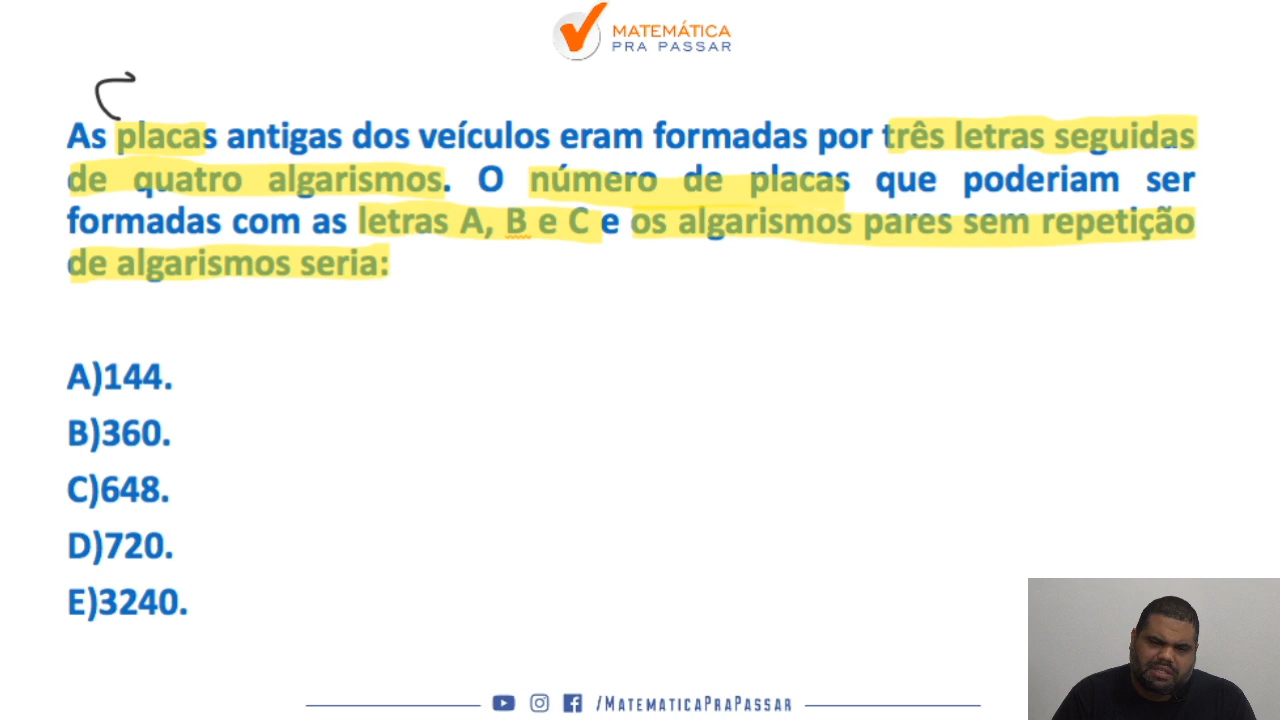 MATEMÁTICA
PRA PASSAR
As placas antigas dos veículos eram formadas por três letras seguidas
de quatro algarismos. O número de placas que poderiam ser
formadas com as letras A, B e C e os algarismos pares sem repetição
de algarismos seria:
A)144.
B)360.
C)648.
D)720.
E)3240.
/MATEMATICAPRAPASSAR